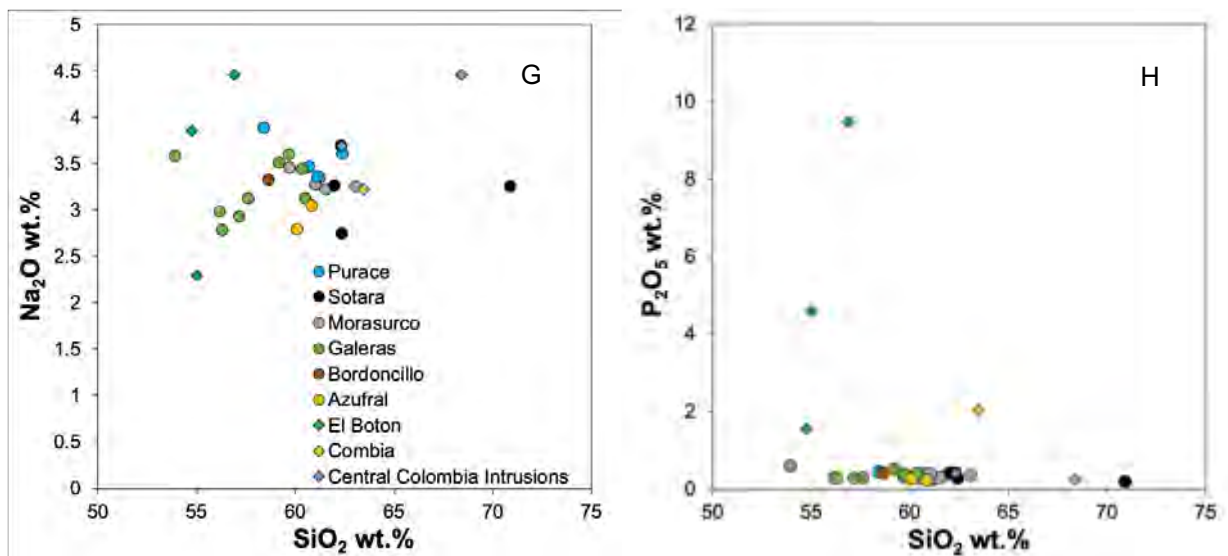 5
4.5
4
3.5
3
2.5
2
1.5
1
0.5
0
50 55 60 65 70 75
Na₂O wt.%
SiO₂ wt.%
G
Purace
Sotara
Morasurco
Galeras
Bordoncillo
Azufral
El Boton
Combia
Central Colombia Intrusions
12
10
8
6
4
2
0
50 55 60 65 70 75
P₂O₅ wt.%
SiO₂ wt.%
H